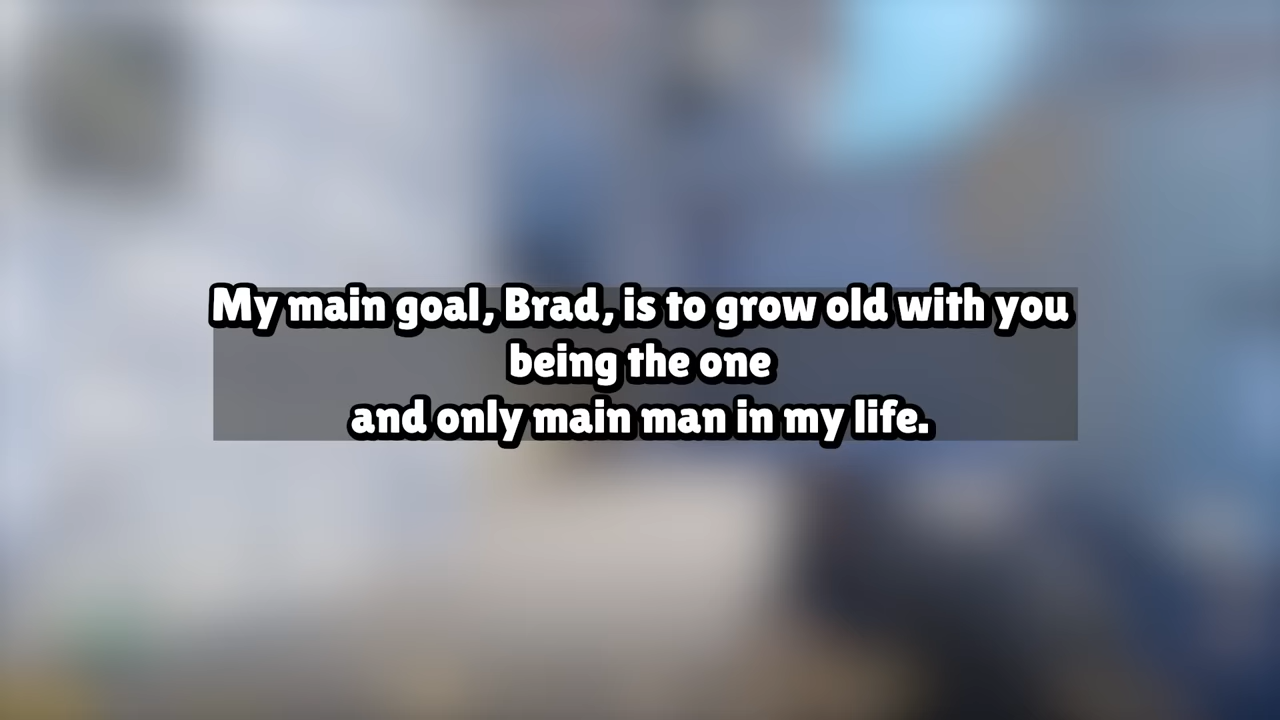 My main goal, Brad, is to grow old with you
being the one
and only main man in my life.